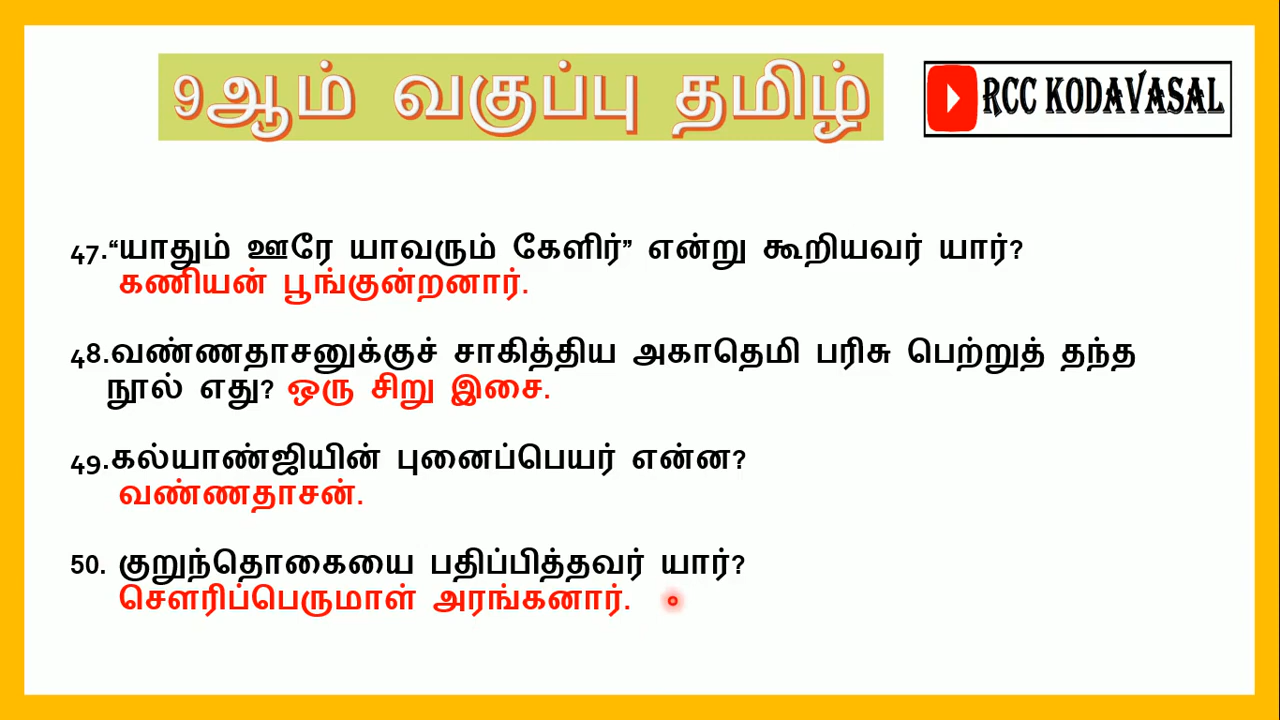 9ஆம் வகுப்பு தமிழ்
RCC KODAVASAL
47.“யாதும் ஊரே யாவரும் கேளிர்” என்று கூறியவர் யார்?
கணியன் பூங்குன்றனார்.
48.வண்ணதாசனுக்குச் சாகித்திய அகாதெமி பரிசு பெற்றுத் தந்த
நூல் எது? ஒரு சிறு இசை.
49.கல்யாண்ஜியின் புனைப்பெயர் என்ன?
வண்ணதாசன்.
50. குறுந்தொகையை பதிப்பித்தவர் யார்?
சௌரிப்பெருமாள் அரங்கனார்.